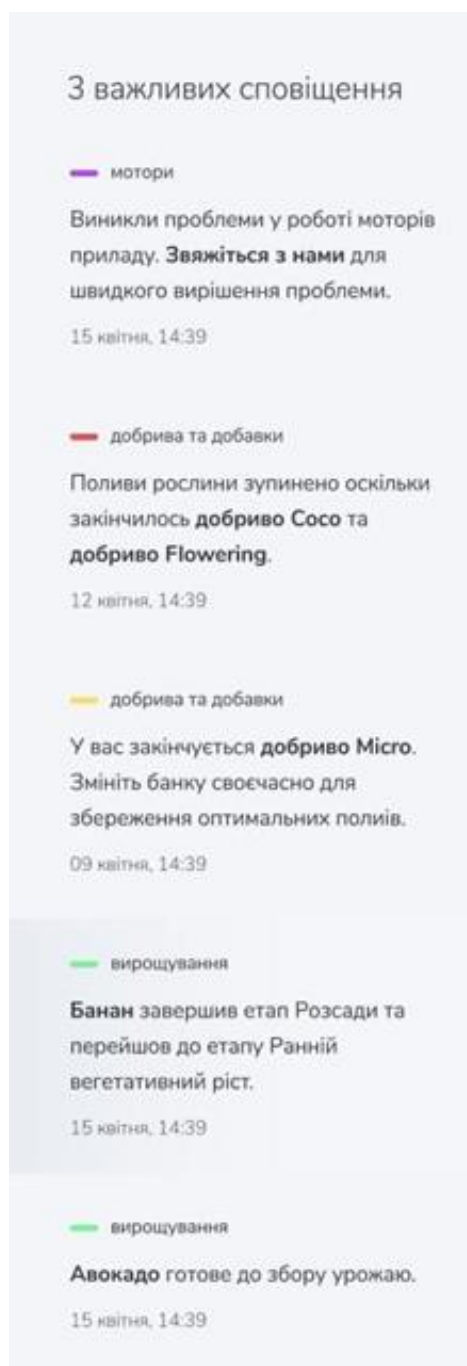 3 важливих сповіщення
мотори
Виникли проблеми у роботі моторів
приладу. Звяжіться з нами для
швидкого вирішення проблеми.
15 квітня, 14:39
добрива та добавки
Поливи рослини зупинено оскільки
закінчилось добриво Coco та
добриво Flowering.
12 квітня, 14:39
добрива та добавки
У вас закінчується добриво Micro.
Змініть банку своєчасно для
збереження оптимальних полиів.
09 квітня, 14:39
вирощування
Банан завершив етап Розсади та
перейшов до етапу Ранній
вегетативний ріст.
15 квітня, 14:39
вирощування
Авокадо готове до збору урожаю.
15 квітня, 14:39